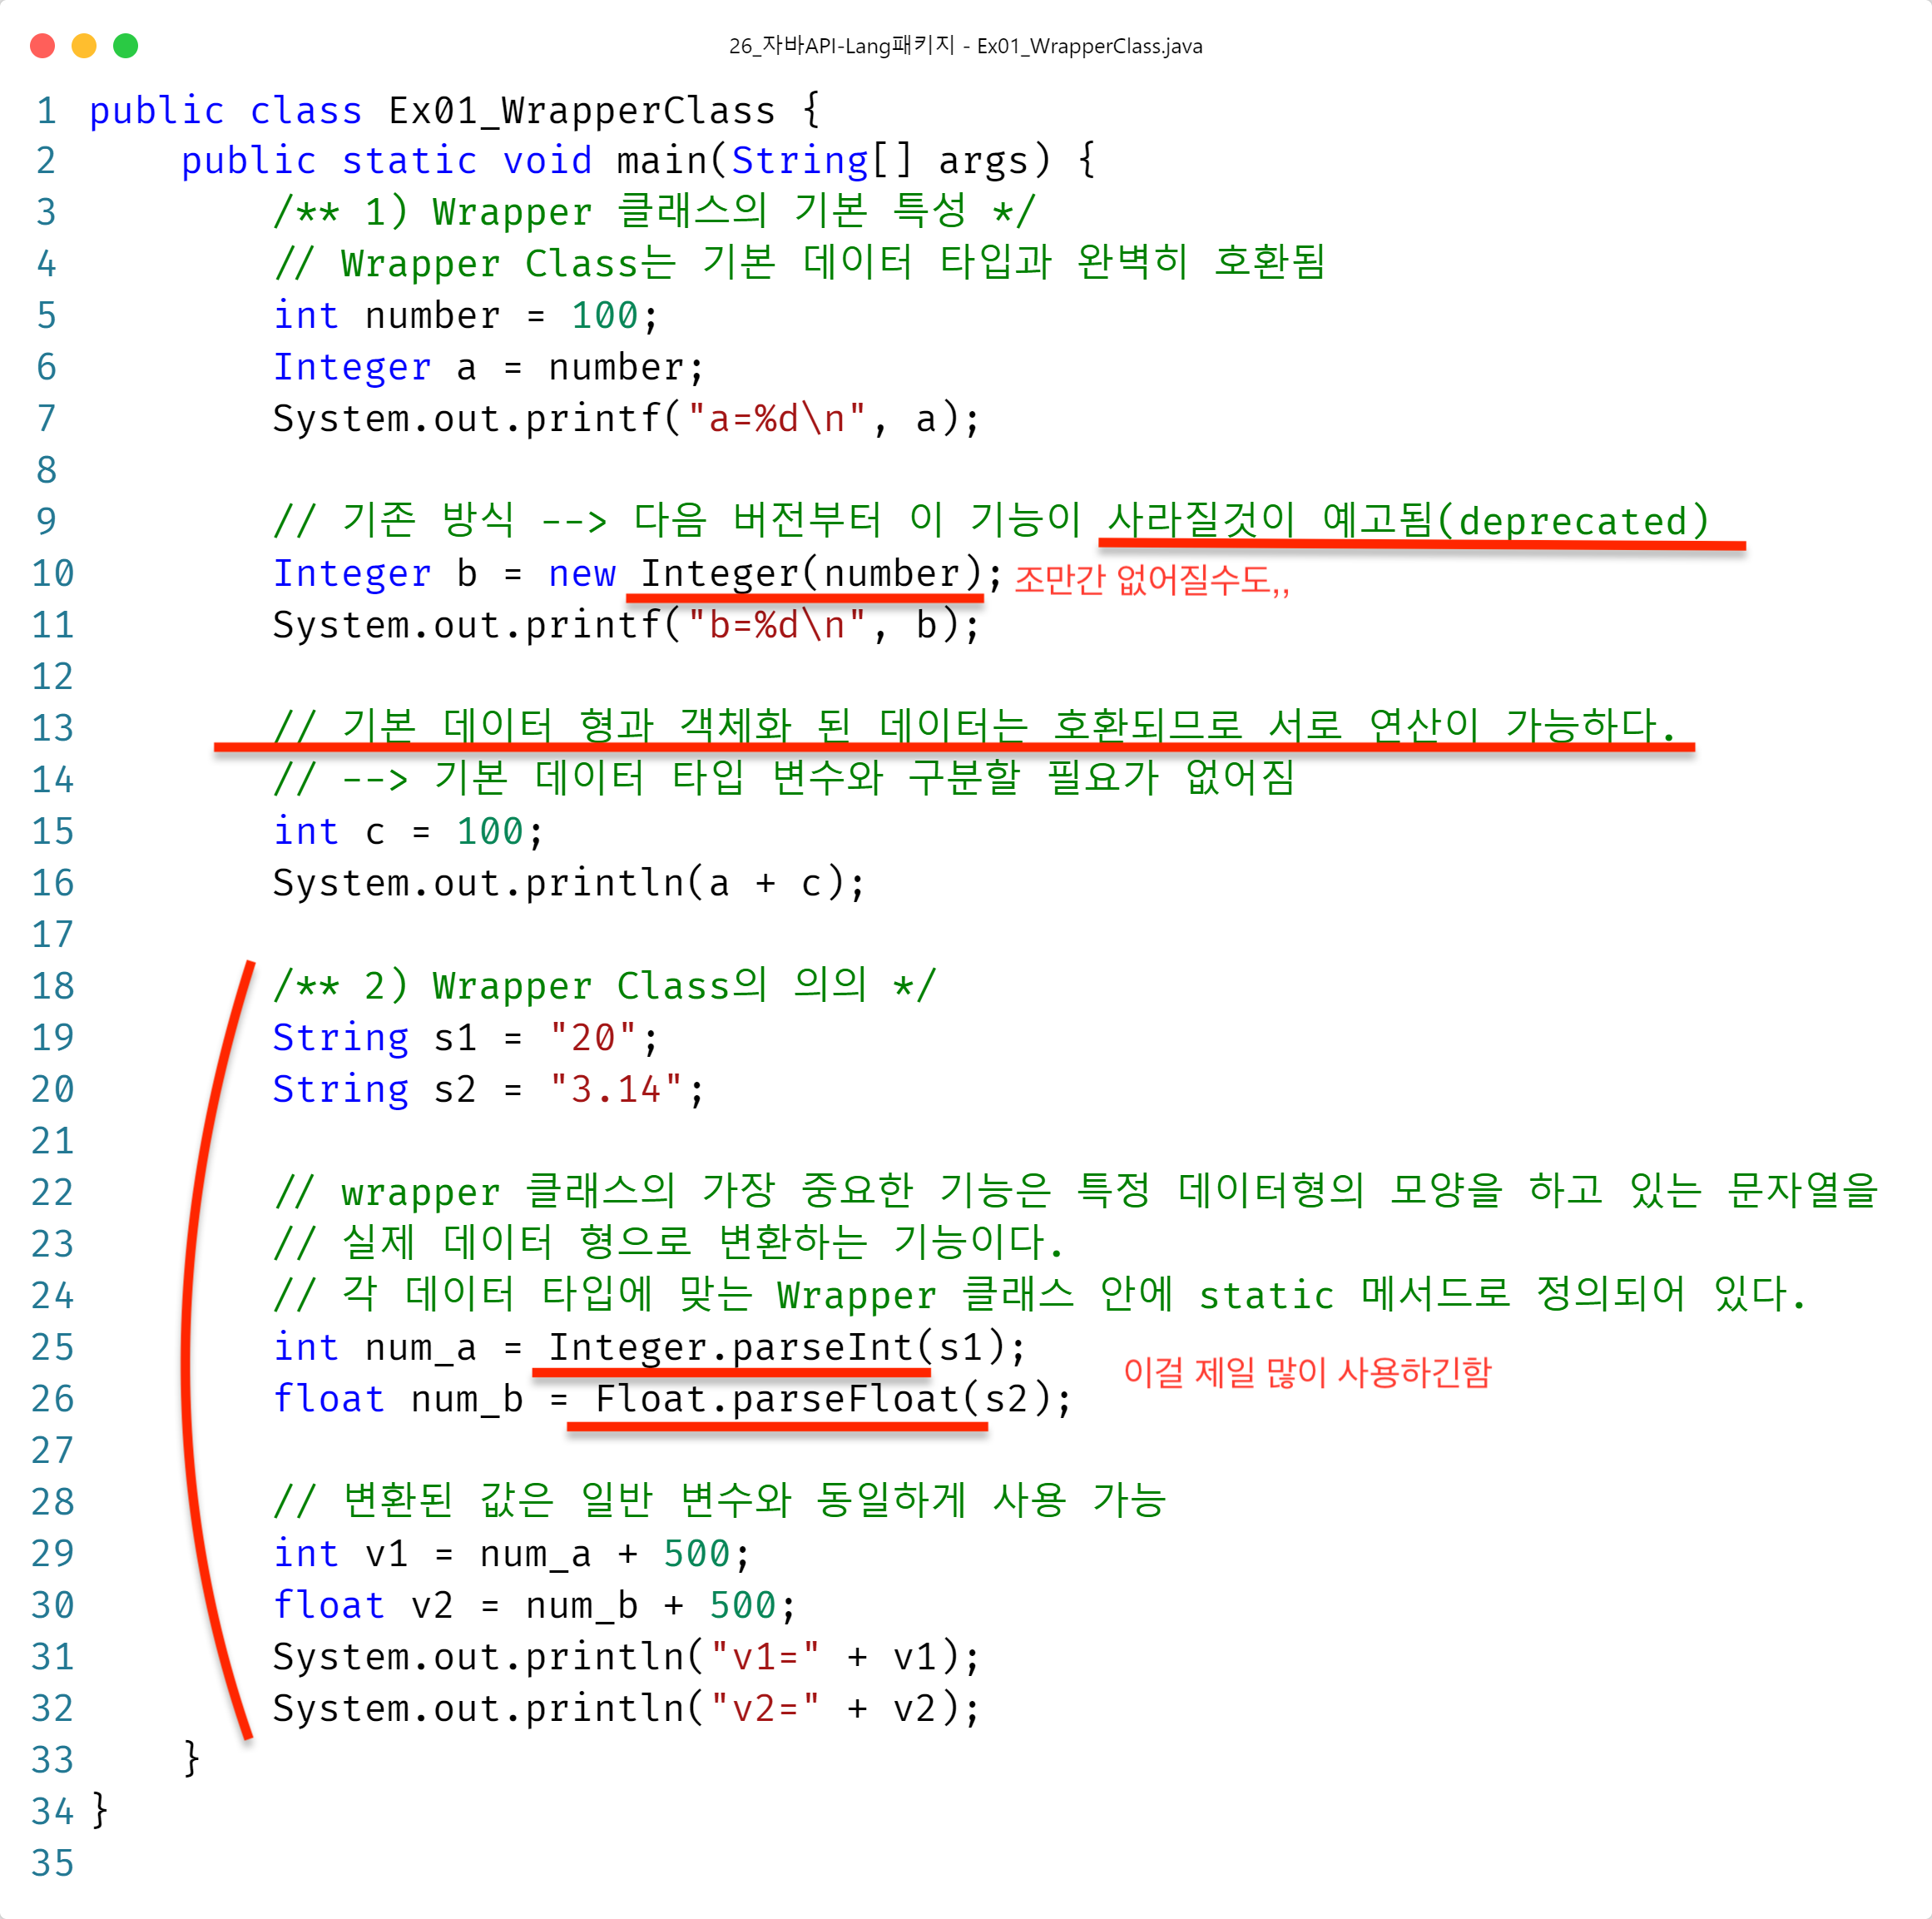 26_자바API-Lang패키지 - Ex01_WrapperClass.java
1 public class Ex01_WrapperClass {
2     public static void main(String[] args) {
3         /** 1) Wrapper 클래스의 기본 특성 */
4         // Wrapper Class는 기본 데이터 타입과 완벽히 호환됨
5         int number = 100;
6         Integer a = number;
7         System.out.printf("a=%d\n", a);
8
9         // 기존 방식 --> 다음 버전부터 이 기능이 사라질것이 예고됨(deprecated)
10         Integer b = new Integer(number); 조만간 없어질수도,,
11         System.out.printf("b=%d\n", b);
12
13         // 기본 데이터 형과 객체화 된 데이터는 호환되므로 서로 연산이 가능하다.
14         // --> 기본 데이터 타입 변수와 구분할 필요가 없어짐
15         int c = 100;
16         System.out.println(a + c);
17
18         /** 2) Wrapper Class의 의의 */
19         String s1 = "20";
20         String s2 = "3.14";
21
22         // wrapper 클래스의 가장 중요한 기능은 특정 데이터형의 모양을 하고 있는 문자열을
23         // 실제 데이터 형으로 변환하는 기능이다.
24         // 각 데이터 타입에 맞는 Wrapper 클래스 안에 static 메서드로 정의되어 있다.
25         int num_a = Integer.parseInt(s1);
이걸 제일 많이 사용하긴함
26         float num_b = Float.parseFloat(s2);
27
28         // 변환된 값은 일반 변수와 동일하게 사용 가능
29         int v1 = num_a + 500;
30         float v2 = num_b + 500;
31         System.out.println("v1=" + v1);
32         System.out.println("v2=" + v2);
33     }
34 }
35